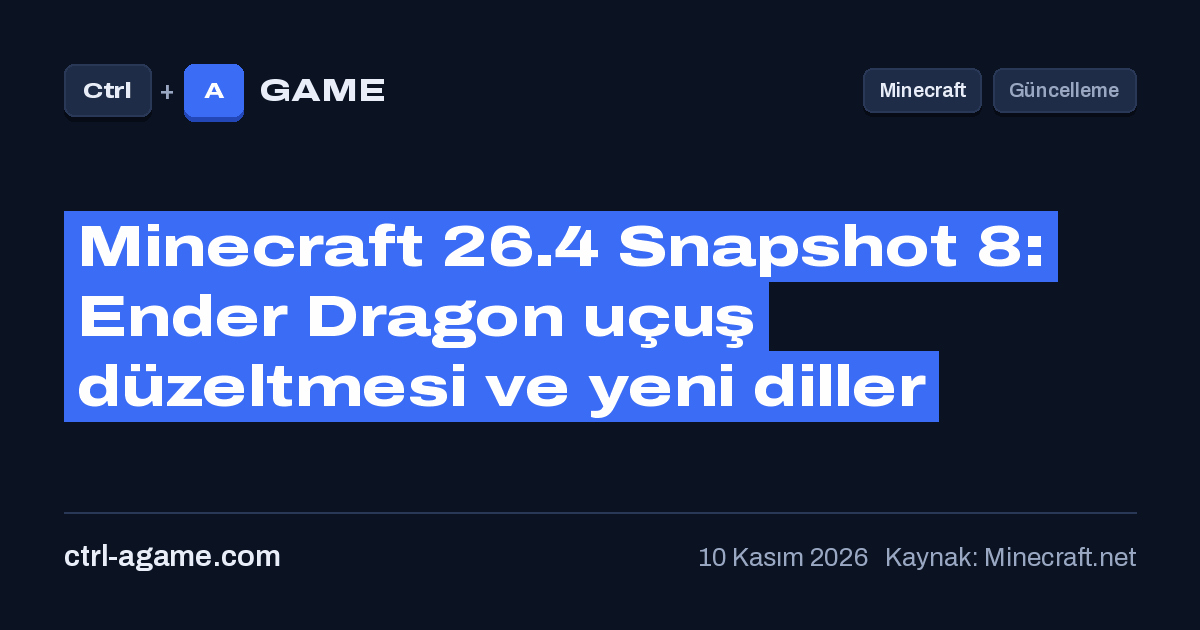 Ctrl + A GAME
Minecraft Güncelleme
Minecraft 26.4 Snapshot 8:
Ender Dragon uçuş
düzeltmesi ve yeni diller
ctrl-agame.com
10 Kasım 2026 Kaynak: Minecraft.net